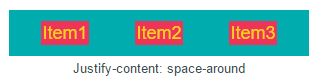 Item1 Item2 Item3
Justify-content: space-around